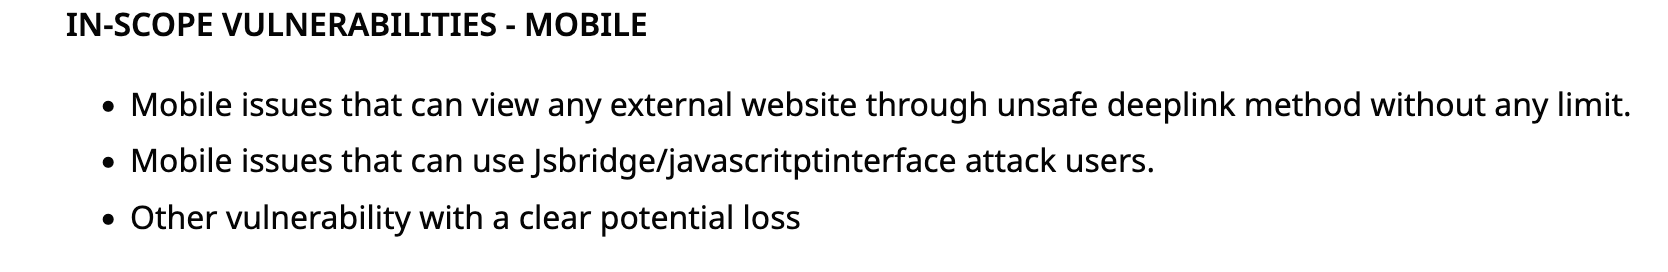 IN-SCOPE VULNERABILITIES - MOBILE
• Mobile issues that can view any external website through unsafe deeplink method without any limit.
• Mobile issues that can use Jsbridge/javascritptinterface attack users.
• Other vulnerability with a clear potential loss